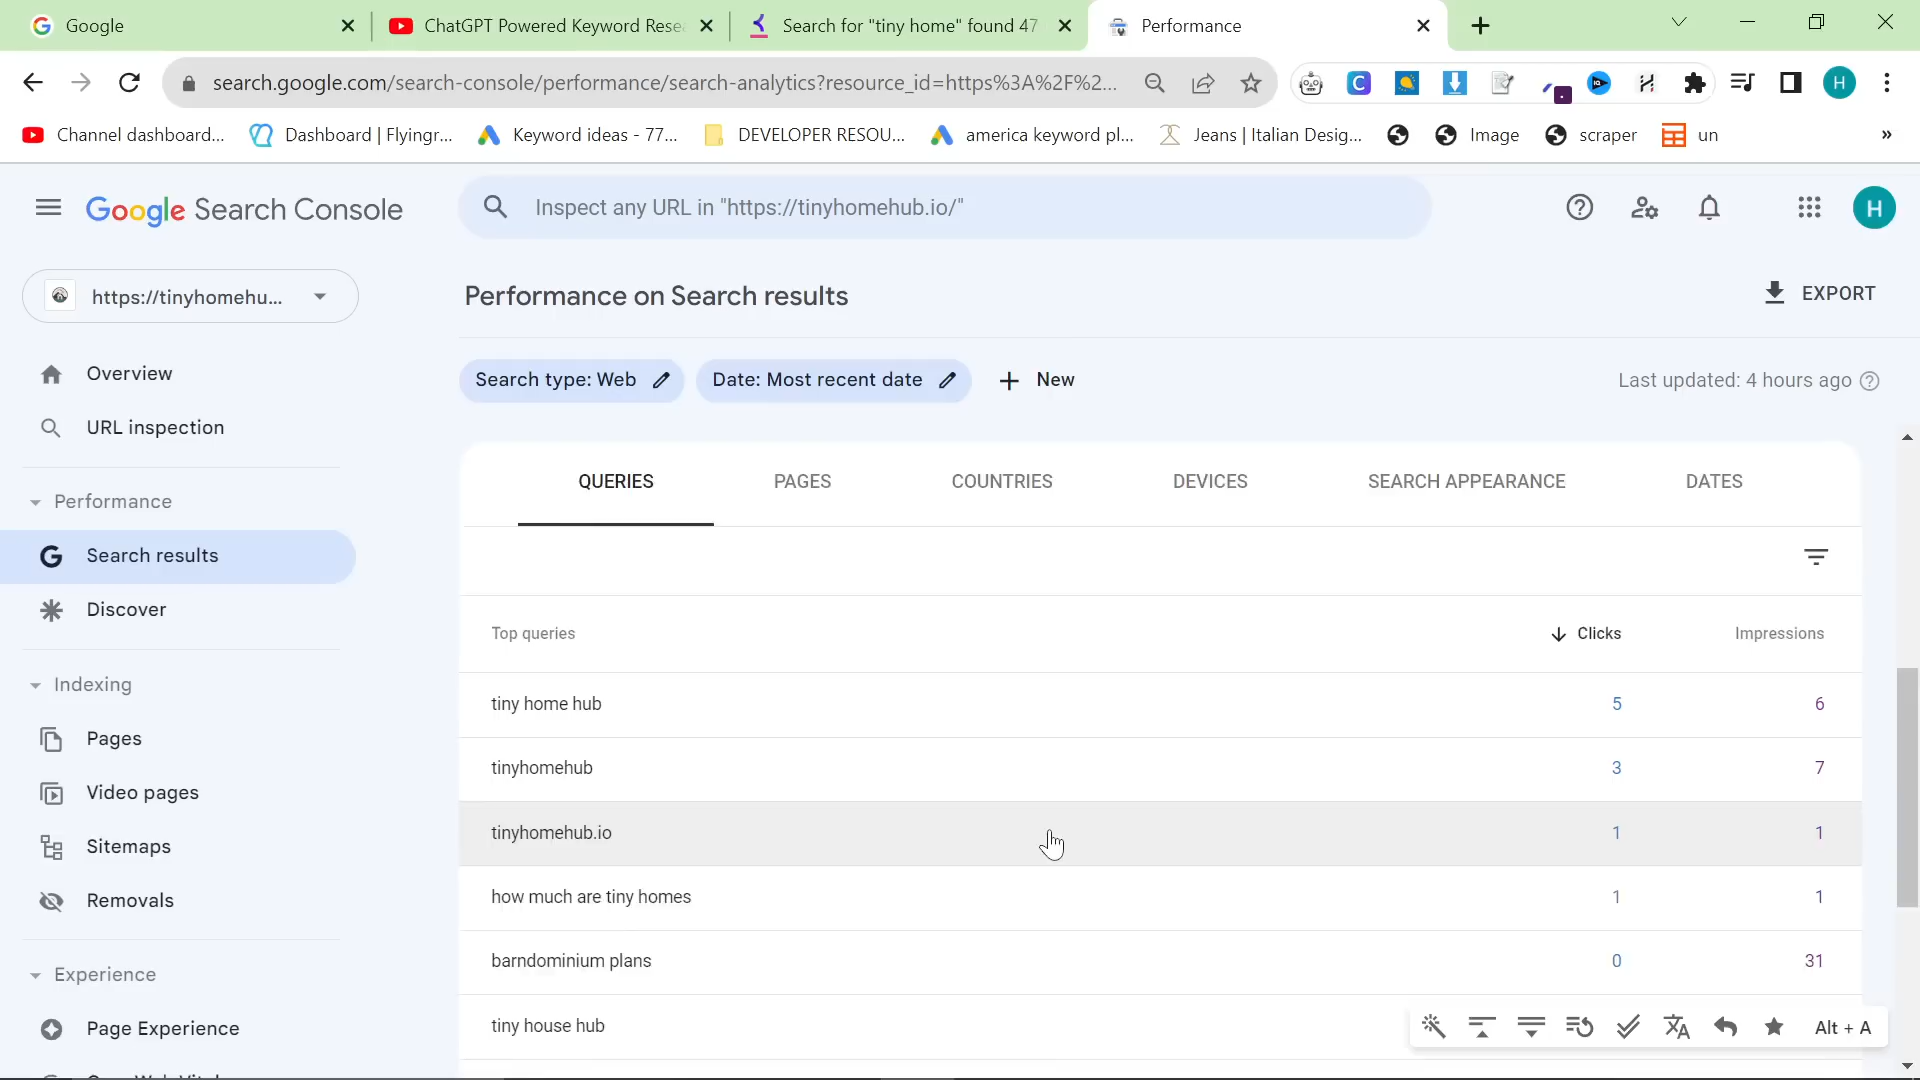 Google
ChatGPT Powered Keyword Rese
Search for "tiny home" found 47
Performance
search.google.com/search-console/performance/search-analytics?resource_id=https%3A%2F%2...
Channel dashboard...
Dashboard | Flyingr...
Keyword ideas - 77...
DEVELOPER RESOU...
america keyword pl...
Jeans | Italian Desig...
Image
scraper
un
»
Google Search Console
Inspect any URL in "https://tinyhomehub.io/"
H
https://tinyhomehu...
Performance on Search results
EXPORT
Search type: Web
Date: Most recent date
New
Last updated: 4 hours ago
Overview
URL inspection
Performance
Search results
Discover
Indexing
Pages
Video pages
Sitemaps
Removals
Experience
Page Experience
QUERIES PAGES COUNTRIES DEVICES SEARCH APPEARANCE DATES
Top queries Clicks Impressions
tiny home hub 5 6
tinyhomehub 3 7
tinyhomehub.io 1 1
how much are tiny homes 1 1
barndominium plans 0 31
tiny house hub
Alt + A